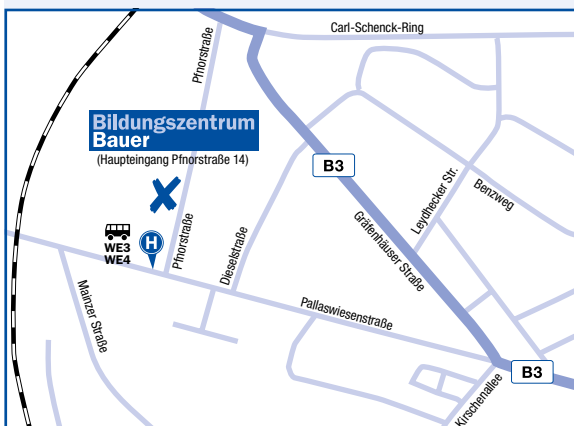 Carl-Schenck-Ring
Pfnorstraße
Bildungszentrum
Bauer
(Haupteingang Pfnorstraße 14)
B3
Leydhecker Str.
Benzweg
WE3
WE4
H
Pfnorstraße
Dieselstraße
Gräfenhäuser Straße
Mainzer Straße
Pallaswiesenstraße
B3
Kirschenallee